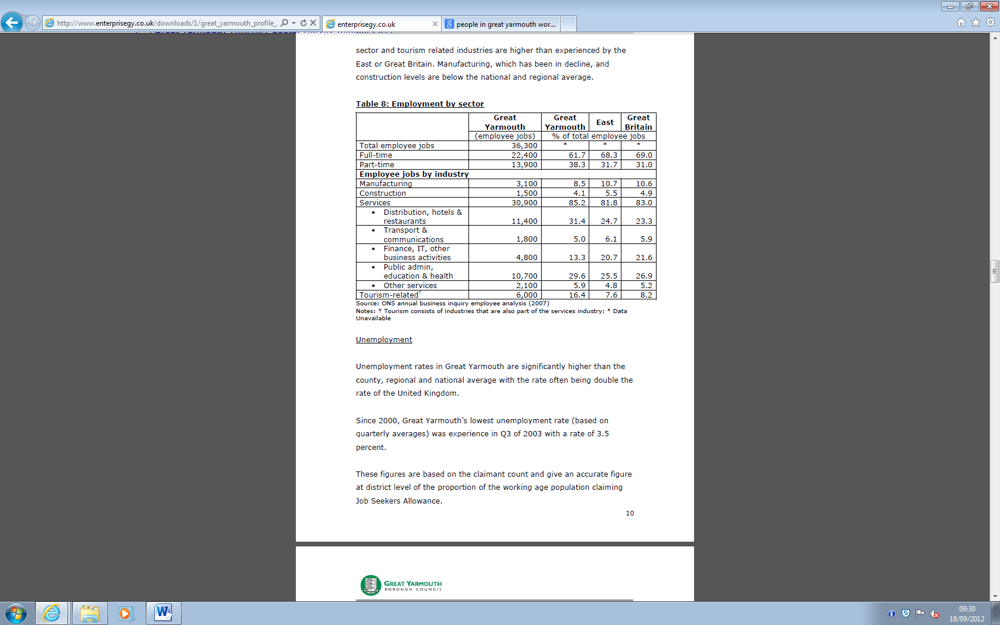 http://www.enterprisegy.co.uk/downloads/1/great_yarmouth_profile_
enterprisegy.co.uk
people in great yarmouth wor...
sector and tourism related industries are higher than experienced by the
East or Great Britain. Manufacturing, which has been in decline, and
construction levels are below the national and regional average.
Table 8: Employment by sector
Great Yarmouth Great Yarmouth East Great Britain
(employee jobs) % of total employee jobs
Total employee jobs 36,300 * * *
Full-time 22,400 61.7 68.3 69.0
Part-time 13,900 38.3 31.7 31.0
Employee jobs by industry
Manufacturing 3,100 8.5 10.7 10.6
Construction 1,500 4.1 5.5 4.9
Services 30,900 85.2 81.8 83.0
• Distribution, hotels &
restaurants 11,400 31.4 24.7 23.3
• Transport &
communications 1,800 5.0 6.1 5.9
• Finance, IT, other
business activities 4,800 13.3 20.7 21.6
• Public admin,
education & health 10,700 29.6 25.5 26.9
• Other services 2,100 5.9 4.8 5.2
Tourism-related† 6,000 16.4 7.6 8.2
Source: ONS annual business inquiry employee analysis (2007)
Notes: † Tourism consists of industries that are also part of the services industry; * Data
Unavailable
Unemployment
Unemployment rates in Great Yarmouth are significantly higher than the
county, regional and national average with the rate often being double the
rate of the United Kingdom.
Since 2000, Great Yarmouth's lowest unemployment rate (based on
quarterly averages) was experience in Q3 of 2003 with a rate of 3.5
percent.
These figures are based on the claimant count and give an accurate figure
at district level of the proportion of the working age population claiming
Job Seekers Allowance.
10
GREAT YARMOUTH
BOROUGH COUNCIL
09:30
18/09/2012